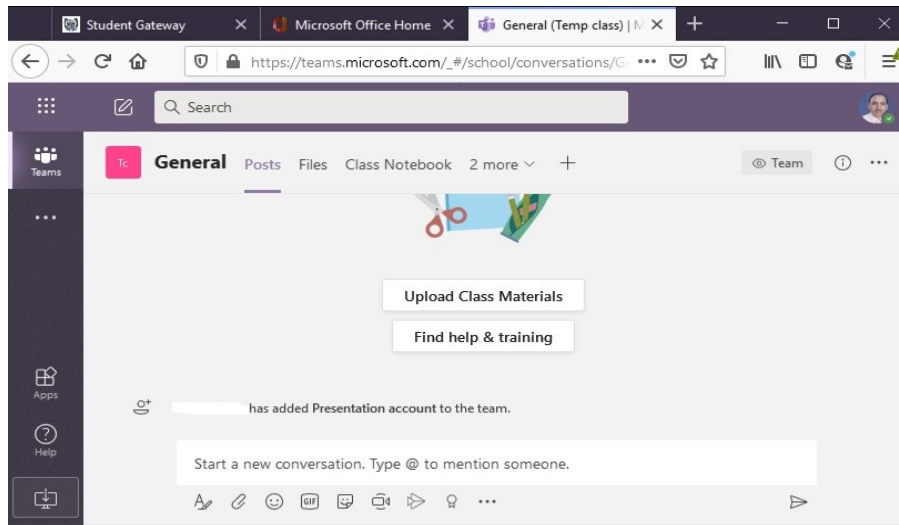 Student Gateway
Microsoft Office Home
General (Temp class) | M
https://teams.microsoft.com/_#/school/conversations/G
Search
Teams
Tc
General
Posts
Files
Class Notebook
2 more
Team
Upload Class Materials
Find help & training
Apps
has added Presentation account to the team.
Help
Start a new conversation. Type @ to mention someone.
GIF